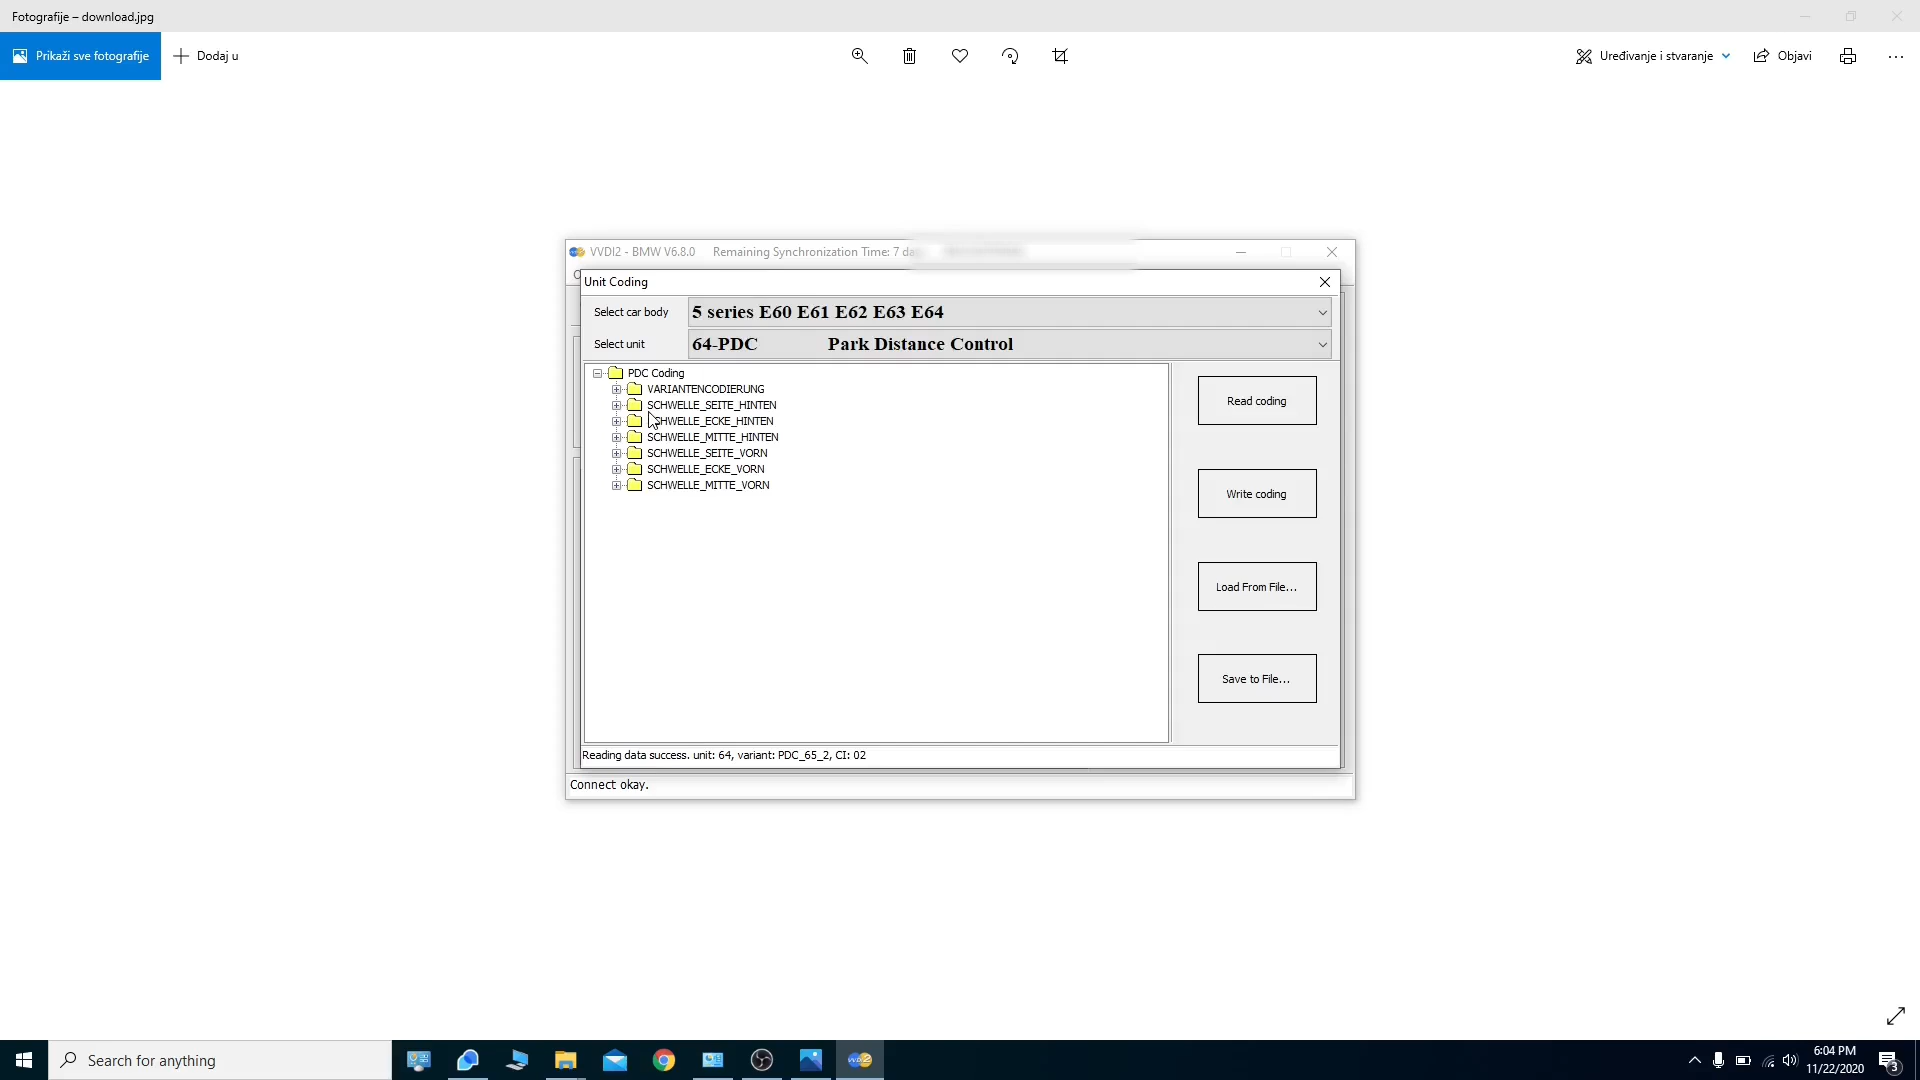 Fotografije – download.jpg
Prikaži sve fotografije
Dodaj u
Uređivanje i stvaranje
Objavi
VVDI2 - BMW V6.8.0 Remaining Synchronization Time: 7
Unit Coding
Select car body 5 series E60 E61 E62 E63 E64
Select unit 64-PDC Park Distance Control
PDC Coding
VARIANTENCODIERUNG
SCHWELLE_SEITE_HINTEN
SCHWELLE_ECKE_HINTEN
SCHWELLE_MITTE_HINTEN
SCHWELLE_SEITE_VORN
SCHWELLE_ECKE_VORN
SCHWELLE_MITTE_VORN
Read coding
Write coding
Load From File...
Save to File...
Reading data success. unit: 64, variant: PDC_65_2, CI: 02
Connect okay.
Search for anything
6:04 PM
11/22/2020
3